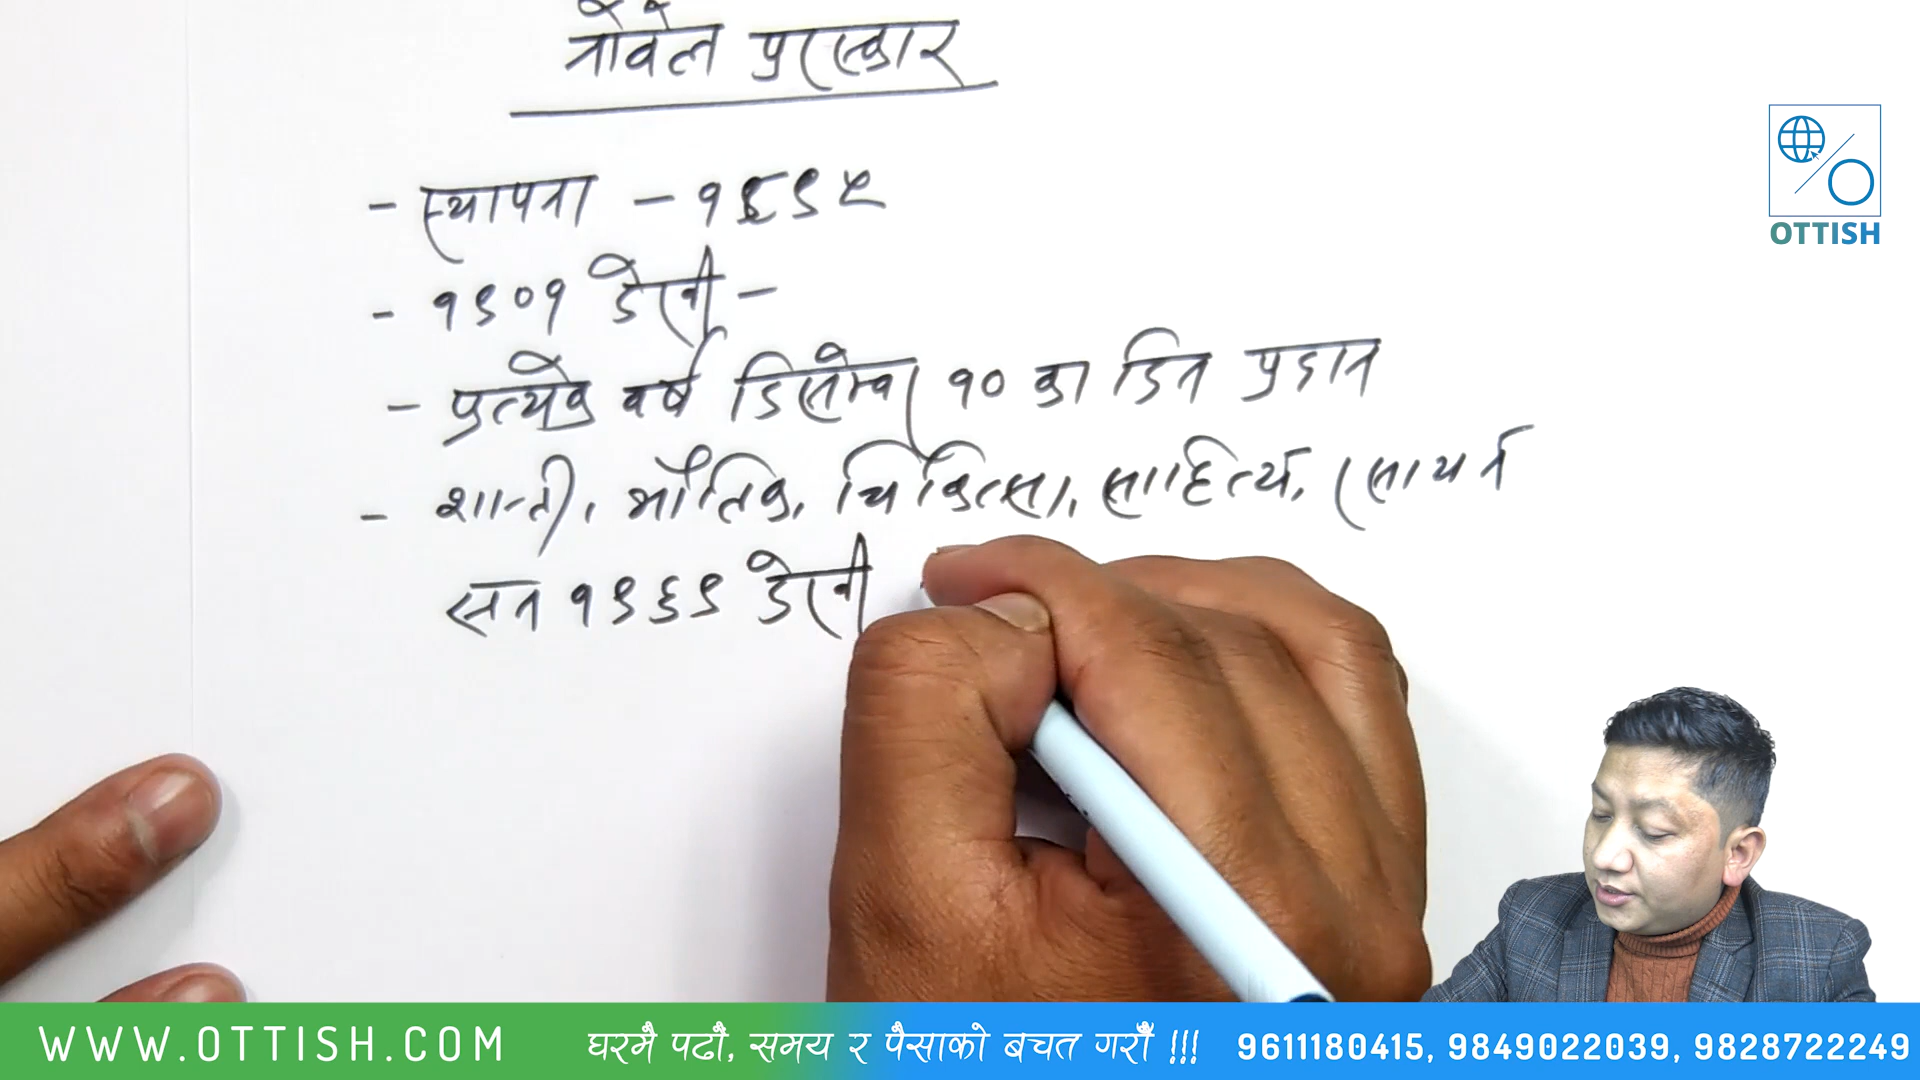 नोवेल पुरस्कार
- स्थापना - १८९५
- १९०१ देखी -
- प्रत्येक वर्ष डिसेम्बर १० का दिन प्रदान
- शान्ती, भौतिक, चिकित्सा, साहित्य, रसायन
सन १९६९ देखी
OTTISH
WWW.OTTISH.COM घरमै पढौं, समय र पैसाको बचत गरौं !!! 9611180415, 9849022039, 9828722249